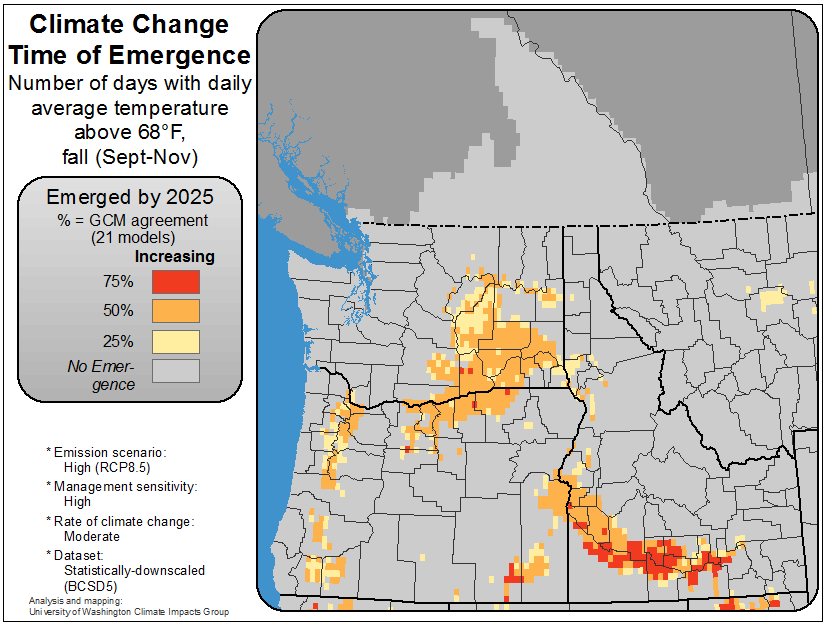 Climate Change
Time of Emergence
Number of days with daily
average temperature
above 68°F,
fall (Sept-Nov)
Emerged by 2025
% = GCM agreement
(21 models)
Increasing
75%
50%
25%
No Emer-
gence
* Emission scenario:
High (RCP8.5)
* Management sensitivity:
High
* Rate of climate change:
Moderate
* Dataset:
Statistically-downscaled
(BCSD5)
Analysis and mapping:
University of Washington Climate Impacts Group